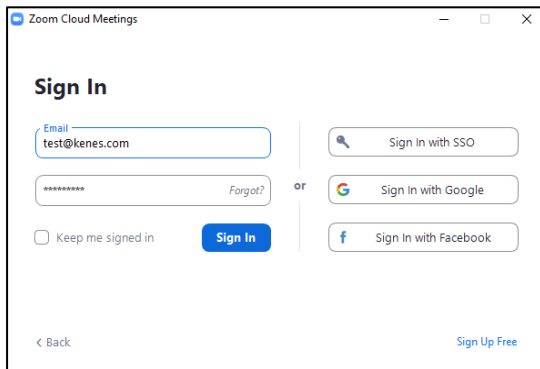 Zoom Cloud Meetings
Sign In
Email
test@kenes.com
********* Forgot?
Keep me signed in
Sign In
or
Sign In with SSO
Sign In with Google
Sign In with Facebook
< Back
Sign Up Free